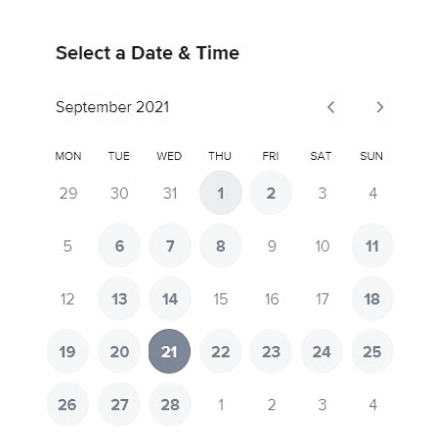 Select a Date & Time
September 2021
MON TUE WED THU FRI SAT SUN
29 30 31 1 2 3 4
5 6 7 8 9 10 11
12 13 14 15 16 17 18
19 20 21 22 23 24 25
26 27 28 1 2 3 4